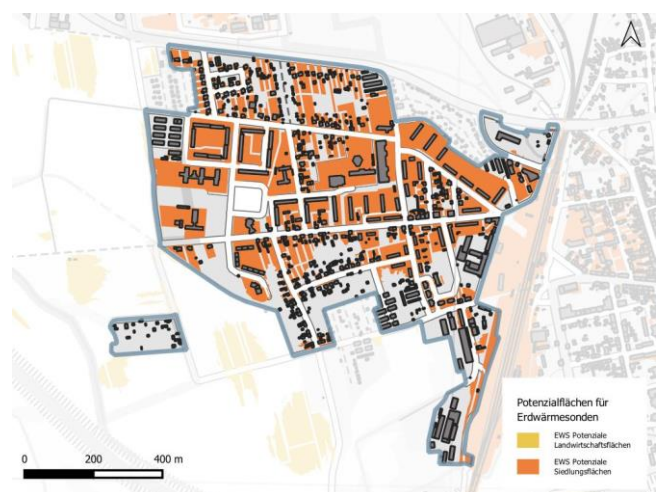 Potenzialflächen für
Erdwärmesonden
EWS Potenziale
Landwirtschaftsflächen
EWS Potenziale
Siedlungsflächen
0 200 400 m